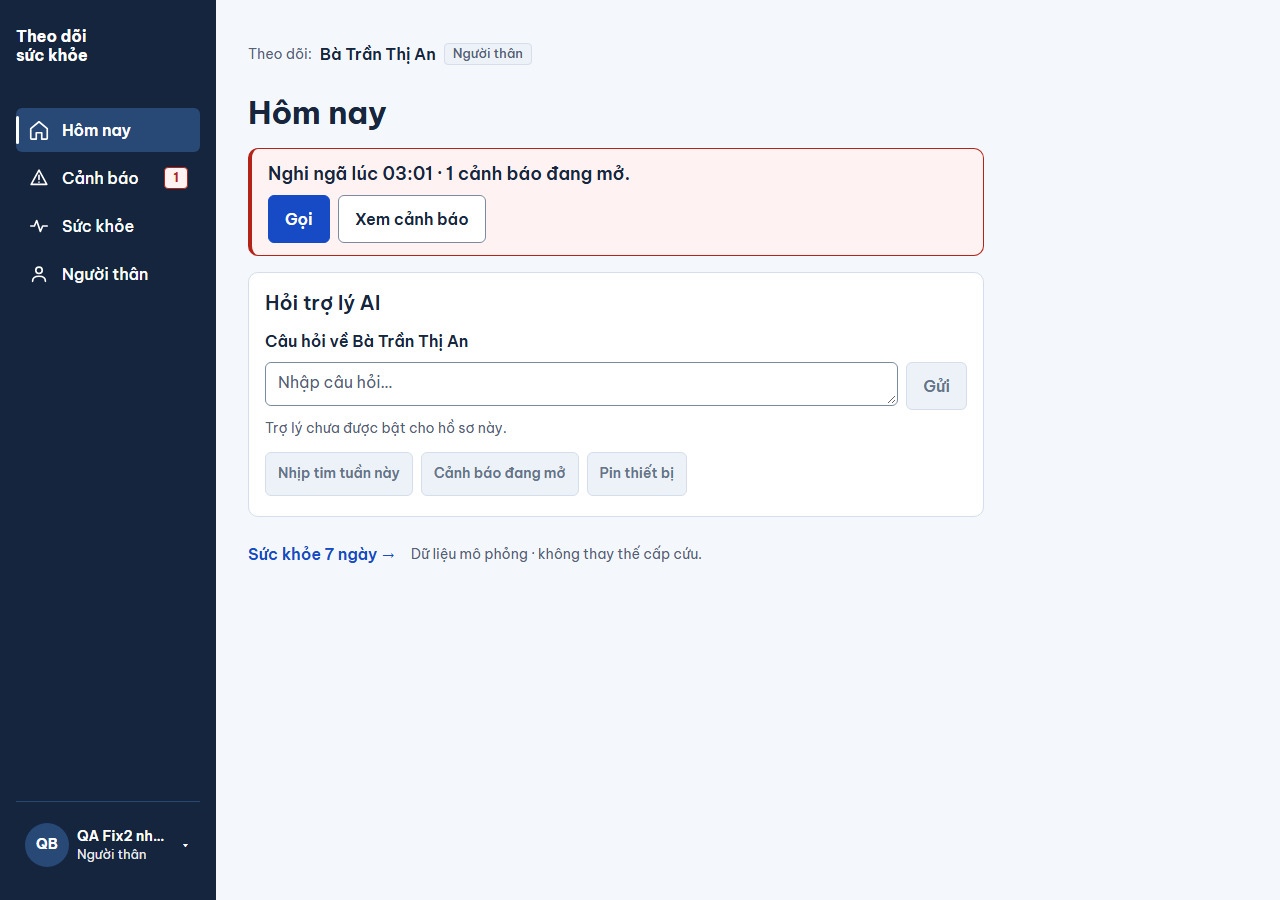 Theo dõi
sức khỏe
Hôm nay
Cảnh báo 1
Sức khỏe
Người thân
QB
QA Fix2 nh...
Người thân
Theo dõi: Bà Trần Thị An Người thân
Hôm nay
Nghi ngã lúc 03:01 · 1 cảnh báo đang mở.
Gọi Xem cảnh báo
Hỏi trợ lý AI
Câu hỏi về Bà Trần Thị An
Nhập câu hỏi... Gửi
Trợ lý chưa được bật cho hồ sơ này.
Nhịp tim tuần này Cảnh báo đang mở Pin thiết bị
Sức khỏe 7 ngày → Dữ liệu mô phỏng · không thay thế cấp cứu.